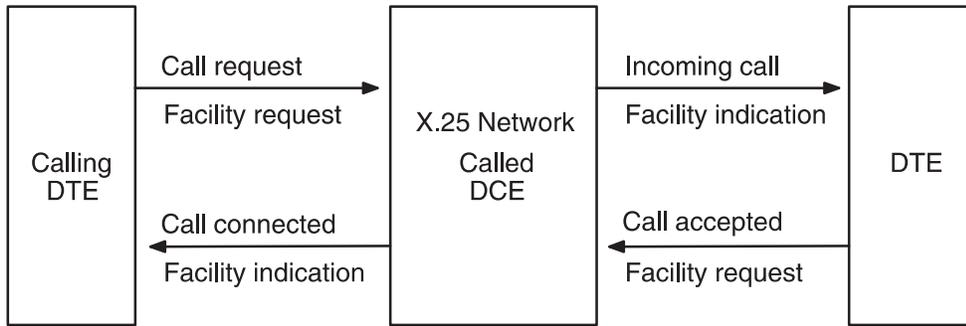 Call request
Facility request
Incoming call
Facility indication
Calling
DTE
X.25 Network
Called
DCE
DTE
Call connected
Facility indication
Call accepted
Facility request